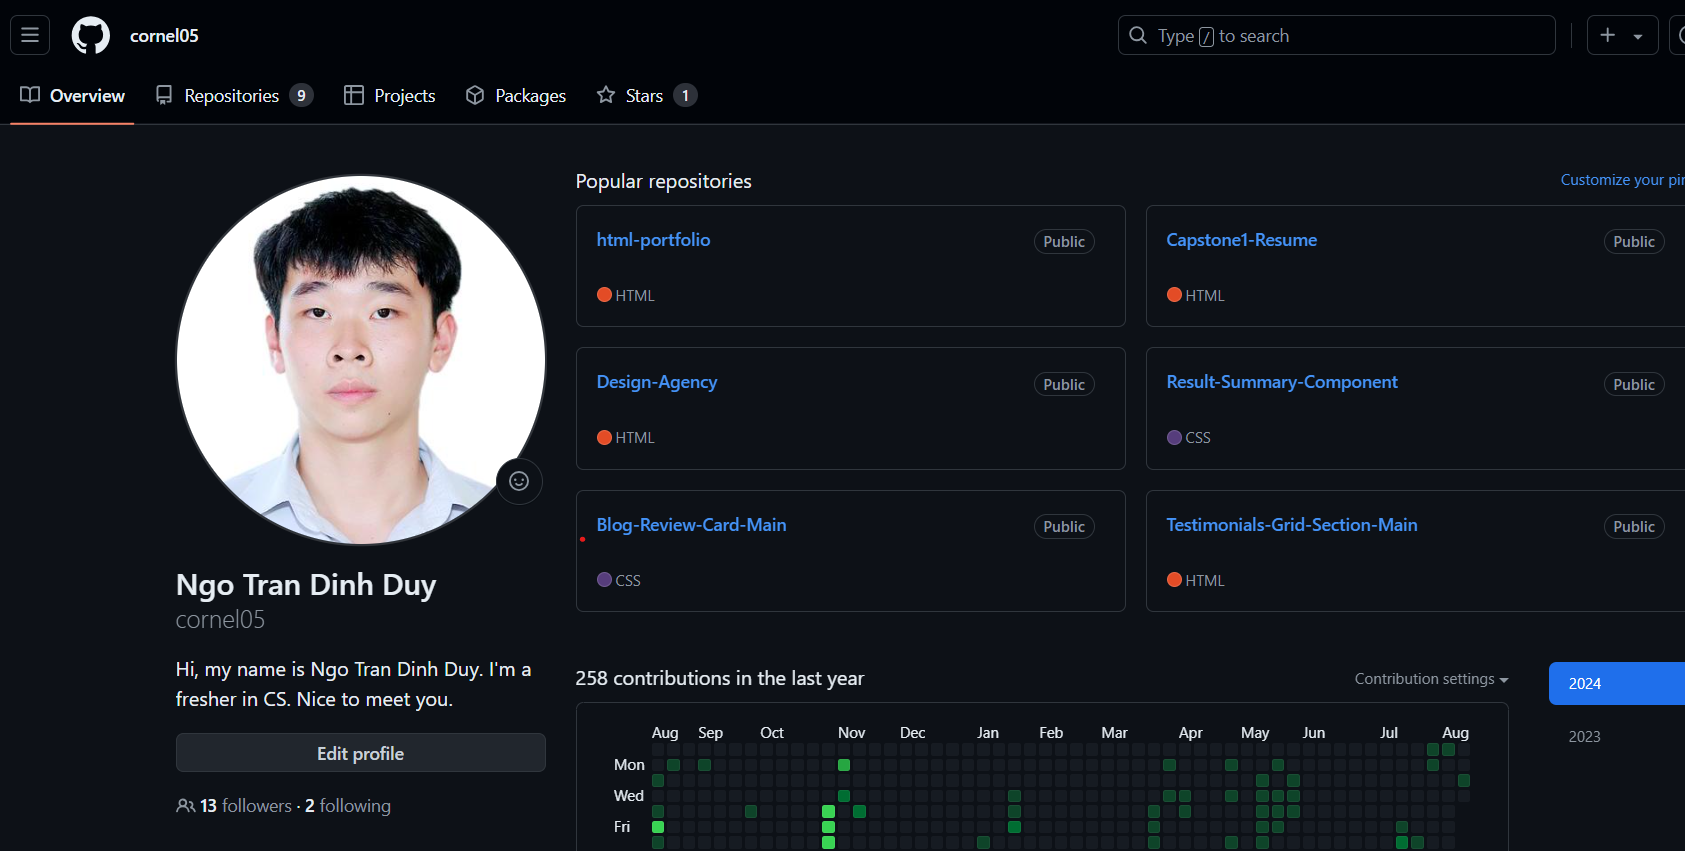 cornel05
Type / to search
Overview
Repositories 9
Projects
Packages
Stars 1
Popular repositories
Customize your
html-portfolio
Public
HTML
Capstone1-Resume
Public
HTML
Design-Agency
Public
HTML
Result-Summary-Component
Public
CSS
Blog-Review-Card-Main
Public
CSS
Testimonials-Grid-Section-Main
Public
HTML
Ngo Tran Dinh Duy
cornel05
Hi, my name is Ngo Tran Dinh Duy. I'm a
fresher in CS. Nice to meet you.
Edit profile
13 followers · 2 following
258 contributions in the last year
Contribution settings
2024
2023
Aug Sep Oct Nov Dec Jan Feb Mar Apr May Jun Jul Aug
Mon
Wed
Fri